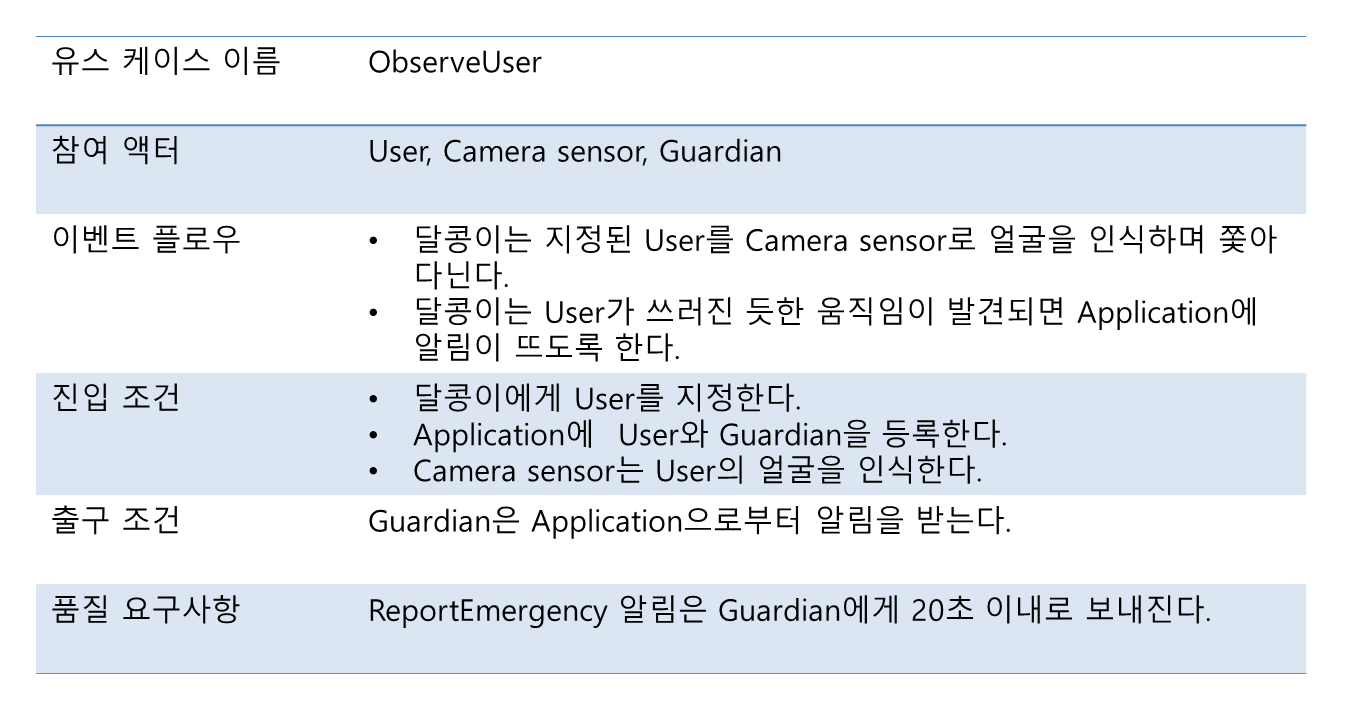 유스 케이스 이름 ObserveUser
참여 액터 User, Camera sensor, Guardian
이벤트 플로우 • 달콩이는 지정된 User를 Camera sensor로 얼굴을 인식하며 쫓아
다닌다.
• 달콩이는 User가 쓰러진 듯한 움직임이 발견되면 Application에
알림이 뜨도록 한다.
진입 조건 • 달콩이에게 User를 지정한다.
• Application에 User와 Guardian을 등록한다.
• Camera sensor는 User의 얼굴을 인식한다.
출구 조건 Guardian은 Application으로부터 알림을 받는다.
품질 요구사항 ReportEmergency 알림은 Guardian에게 20초 이내로 보내진다.